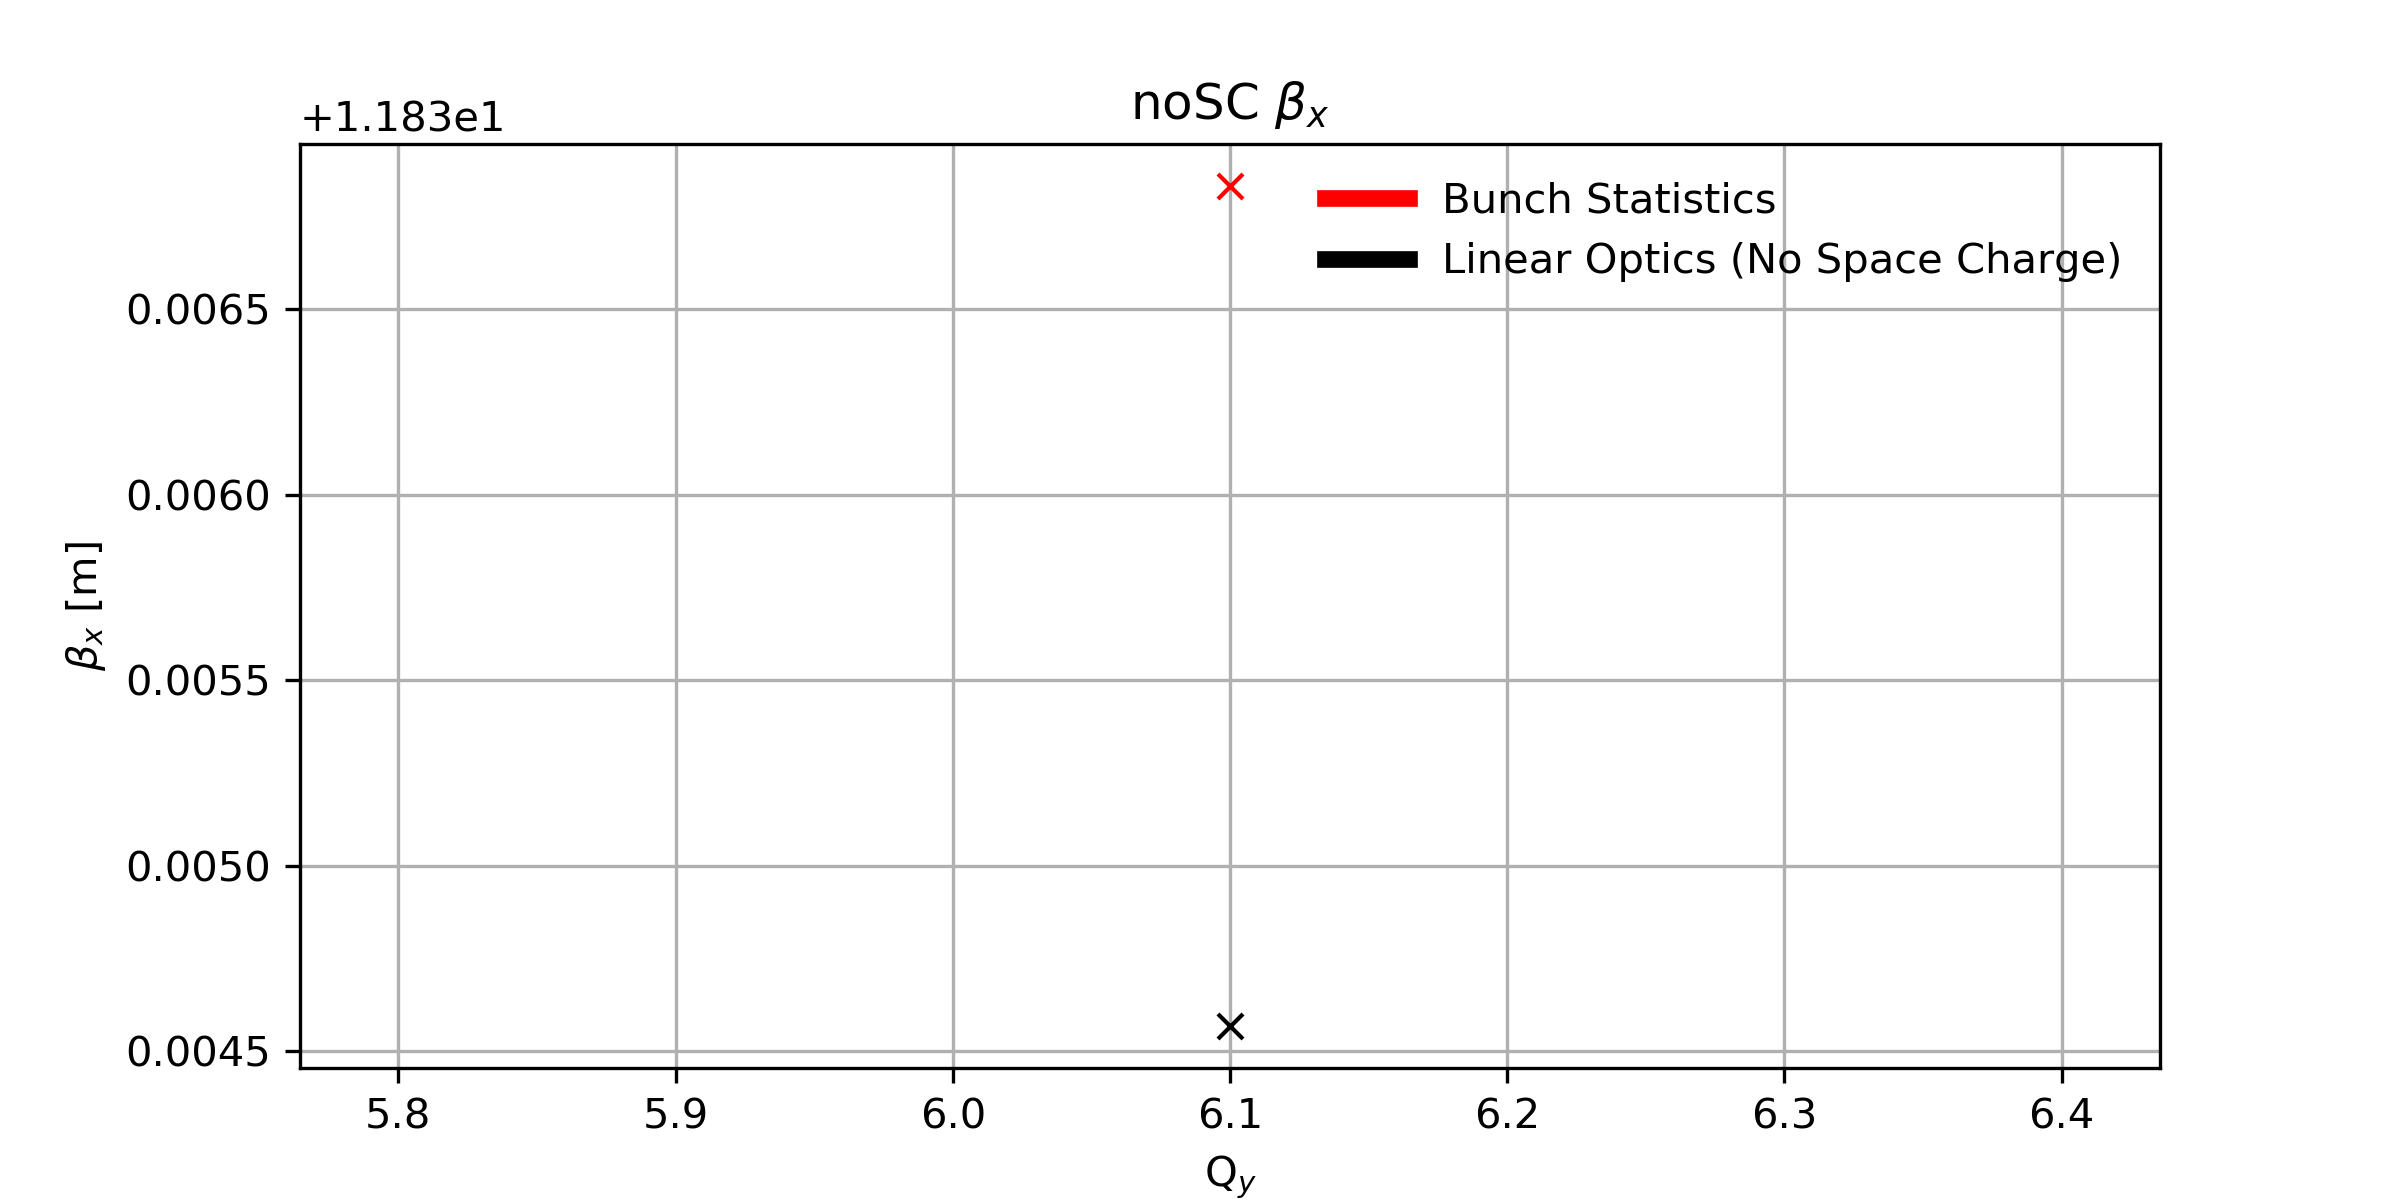 noSC βx
+1.183e1
Bunch Statistics
Linear Optics (No Space Charge)
0.0065
0.0060
0.0055
0.0050
0.0045
βx [m]
5.8 5.9 6.0 6.1 6.2 6.3 6.4
Qy